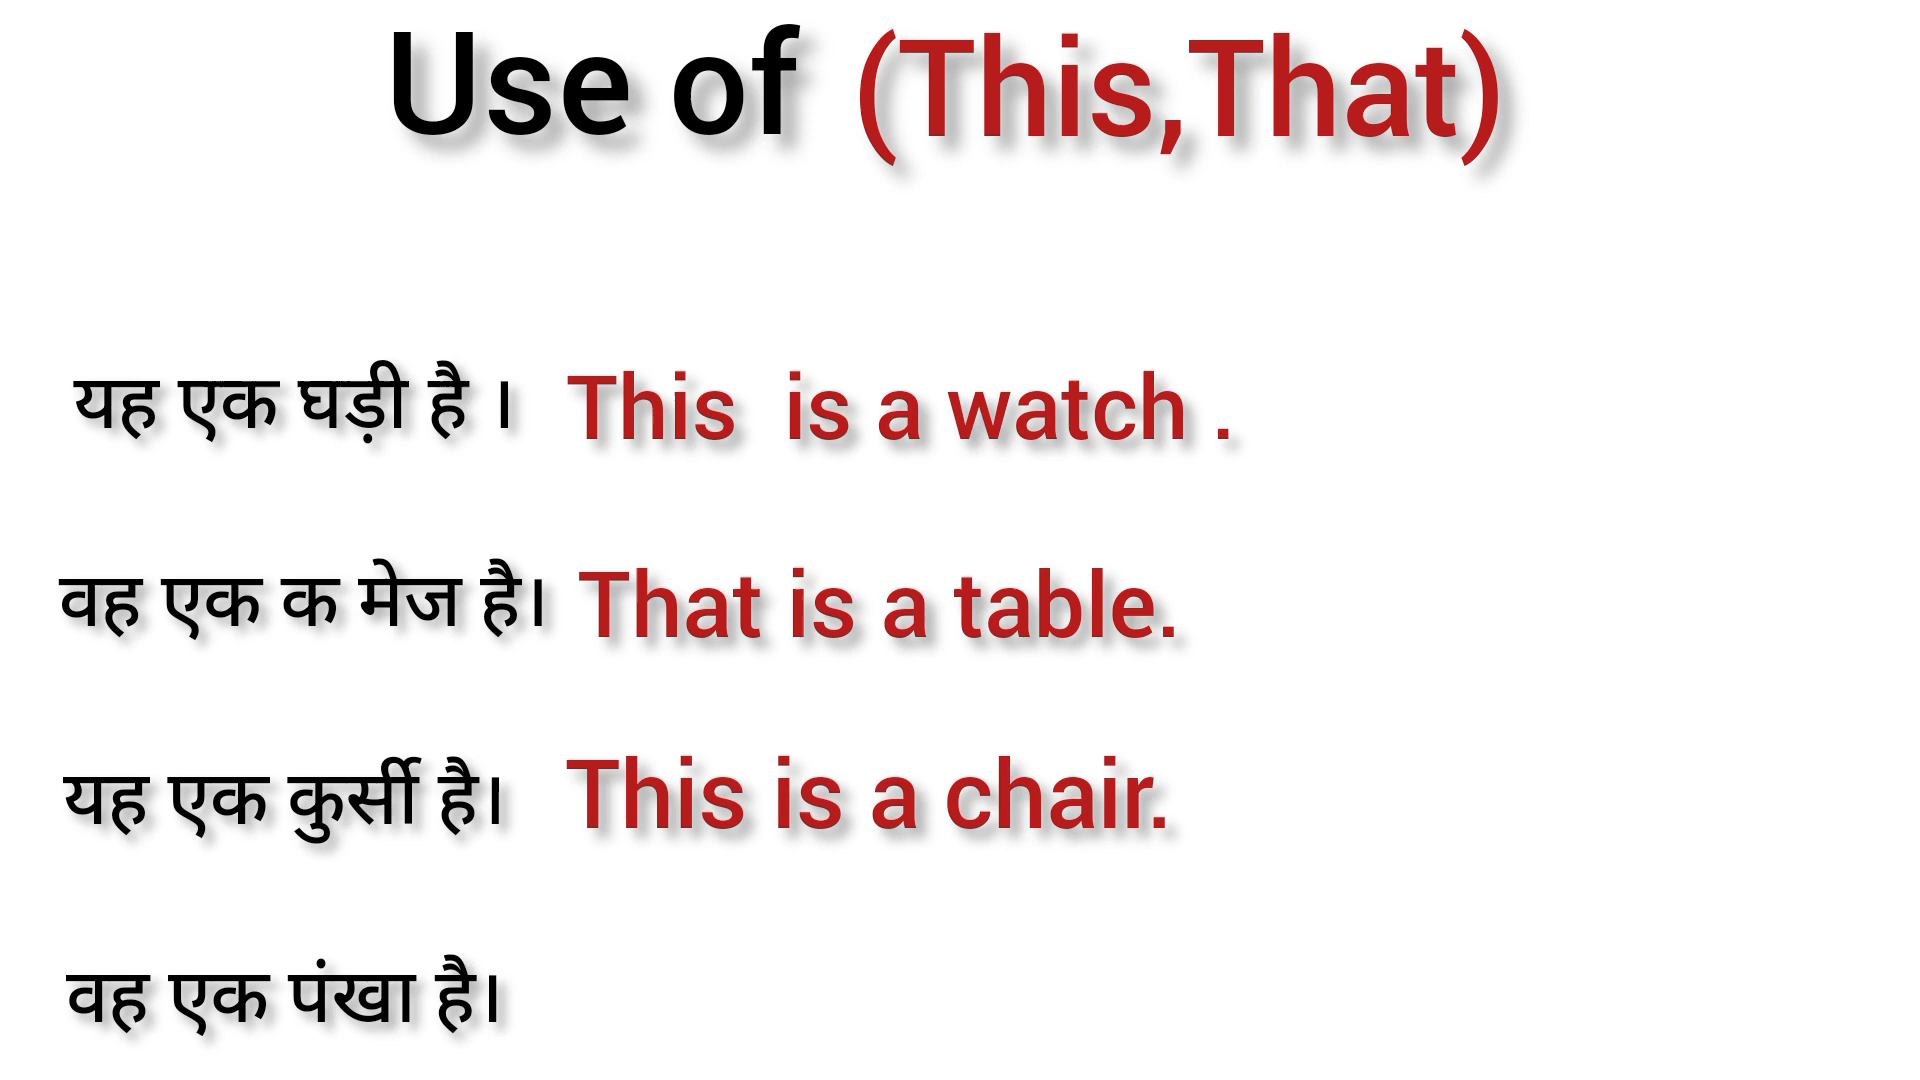 Use of (This,That)
यह एक घड़ी है । This  is a watch .
वह एक क मेज है। That is a table.
यह एक कुर्सी है। This is a chair.
वह एक पंखा है।